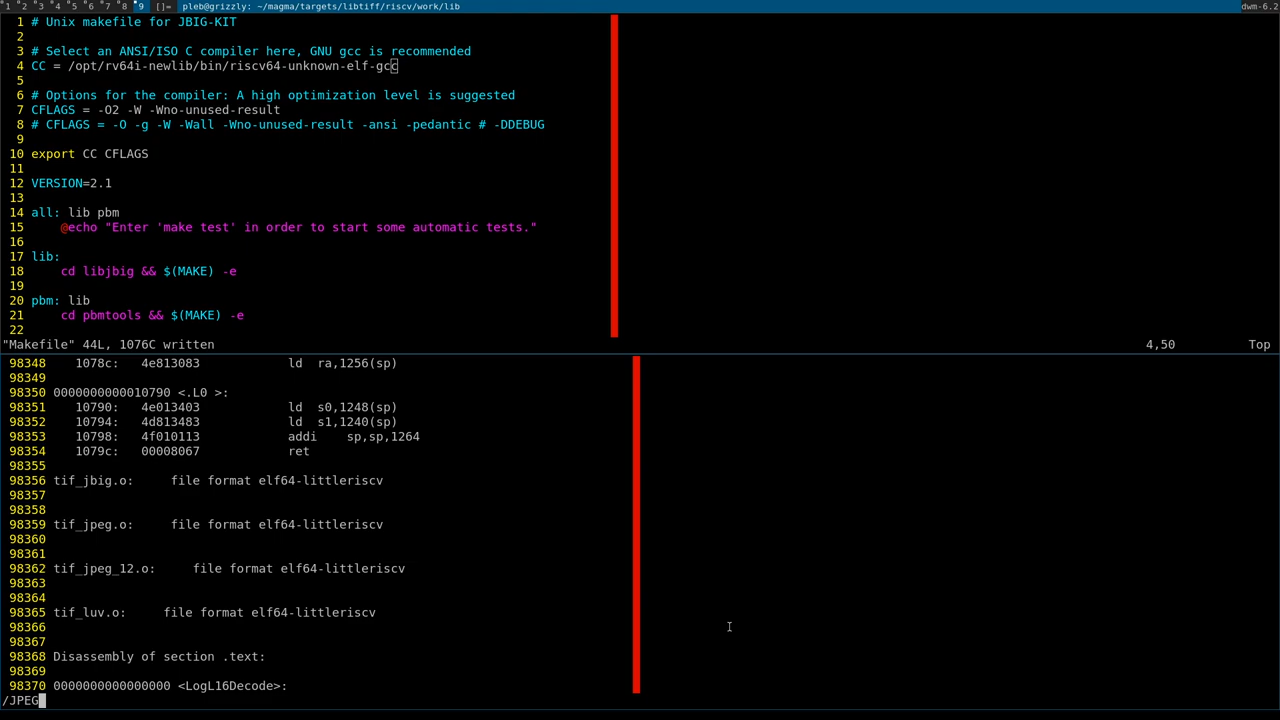 1 2 3 4 5 6 7 8 9 []= pleb@grizzly: ~/magma/targets/libtiff/riscv/work/lib dwm-6.2
1 # Unix makefile for JBIG-KIT
2
3 # Select an ANSI/ISO C compiler here, GNU gcc is recommended
4 CC = /opt/rv64i-newlib/bin/riscv64-unknown-elf-gcc
5
6 # Options for the compiler: A high optimization level is suggested
7 CFLAGS = -O2 -W -Wno-unused-result
8 # CFLAGS = -O -g -W -Wall -Wno-unused-result -ansi -pedantic # -DDEBUG
9
10 export CC CFLAGS
11
12 VERSION=2.1
13
14 all: lib pbm
15     @echo "Enter 'make test' in order to start some automatic tests."
16
17 lib:
18     cd libjbig && $(MAKE) -e
19
20 pbm: lib
21     cd pbmtools && $(MAKE) -e
22
"Makefile" 44L, 1076C written 4,50 Top
98348    1078c:   4e813083            ld  ra,1256(sp)
98349
98350 0000000000010790 <.L0 >:
98351    10790:   4e013403            ld  s0,1248(sp)
98352    10794:   4d813483            ld  s1,1240(sp)
98353    10798:   4f010113            addi    sp,sp,1264
98354    1079c:   00008067            ret
98355
98356 tif_jbig.o:     file format elf64-littleriscv
98357
98358
98359 tif_jpeg.o:     file format elf64-littleriscv
98360
98361
98362 tif_jpeg_12.o:     file format elf64-littleriscv
98363
98364
98365 tif_luv.o:     file format elf64-littleriscv
98366
98367
98368 Disassembly of section .text:
98369
98370 0000000000000000 <LogL16Decode>:
/JPEG